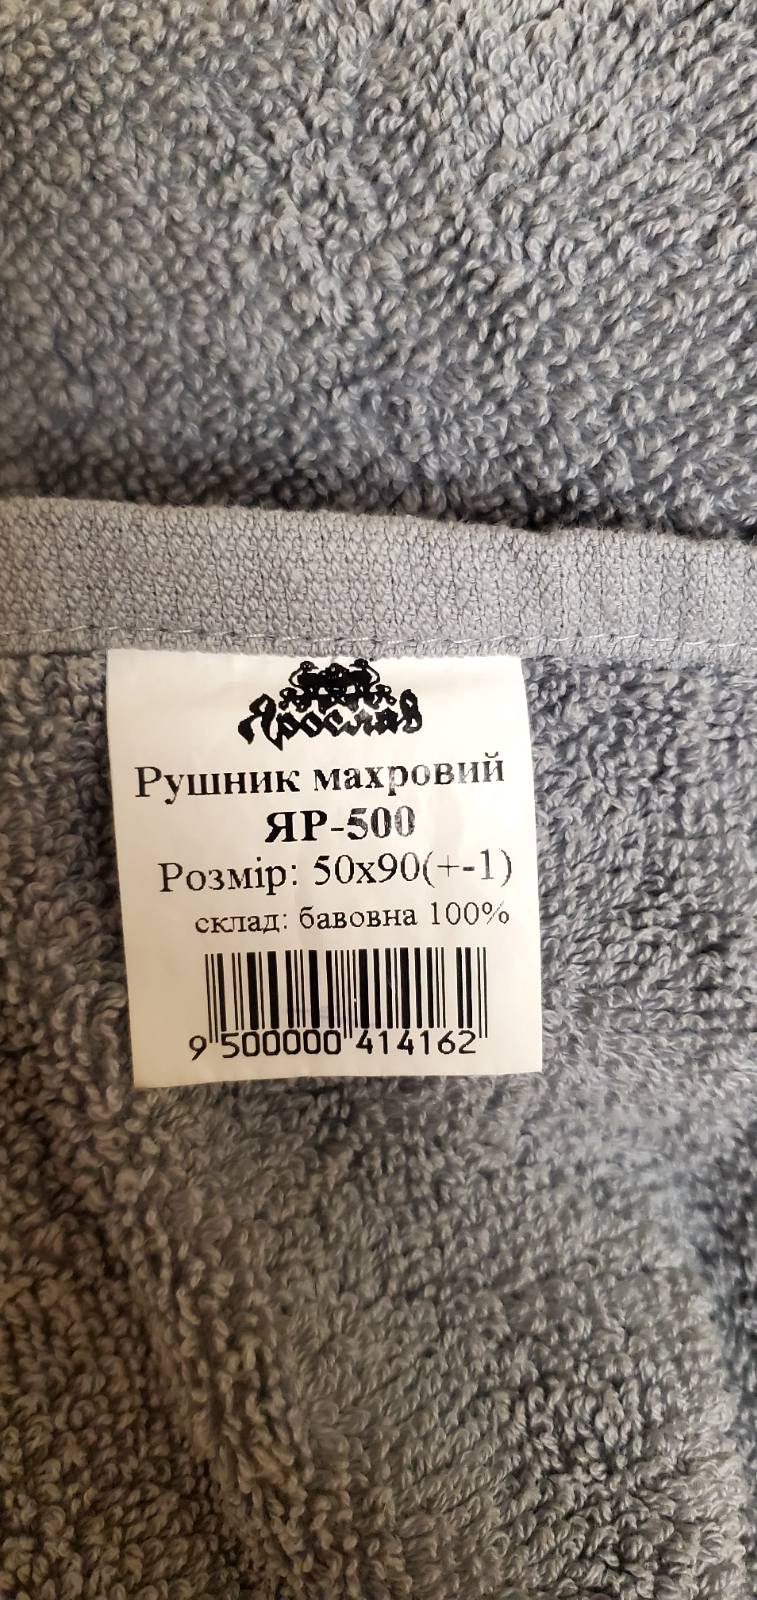 Ярослав
Рушник махровий
ЯР-500
Розмір: 50х90(+-1)
склад: бавовна 100%
9 500000 414162